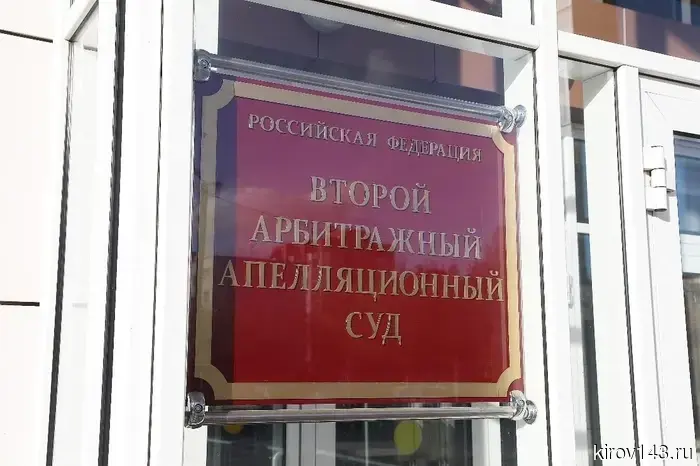 РОССИЙСКАЯ ФЕДЕРАЦИЯ
ВТОРОЙ
АРБИТРАЖНЫЙ
АПЕЛЛЯЦИОННЫЙ
СУД
kirov143.ru